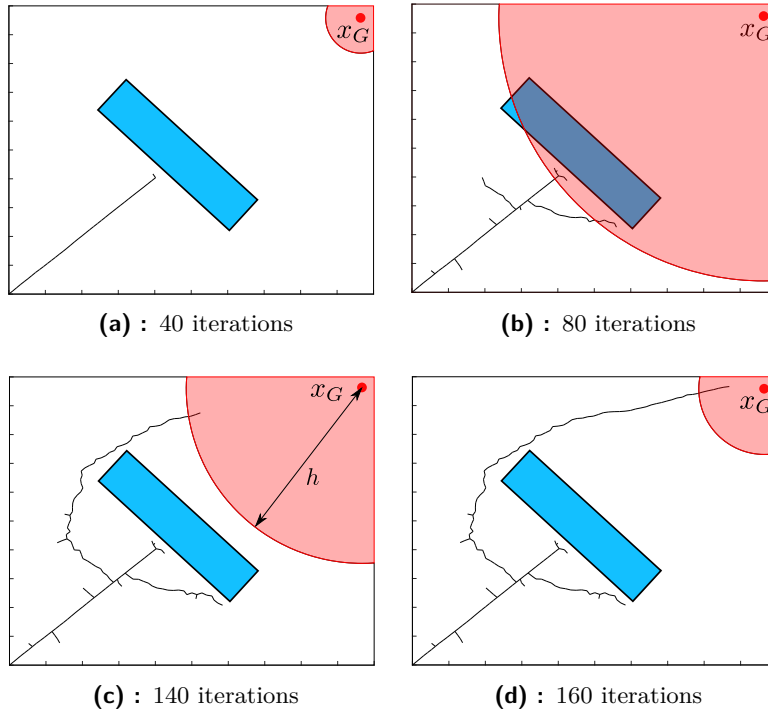 x_G
x_G
(a) : 40 iterations
(b) : 80 iterations
x_G
h
x_G
(c) : 140 iterations
(d) : 160 iterations